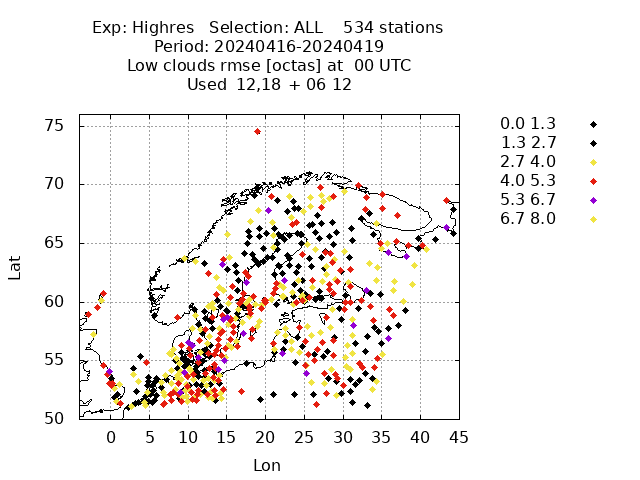 Exp: Highres Selection: ALL 534 stations
Period: 20240416-20240419
Low clouds rmse [octas] at 00 UTC
Used 12,18 + 06 12
75
70
65
60
55
50
Lat
0 5 10 15 20 25 30 35 40 45
Lon
0.0 1.3
1.3 2.7
2.7 4.0
4.0 5.3
5.3 6.7
6.7 8.0